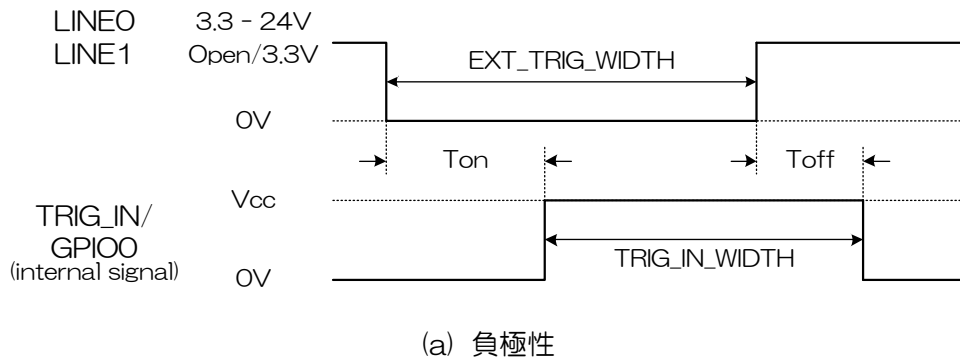 LINE0 3.3 - 24V
LINE1 Open/3.3V
EXT_TRIG_WIDTH
0V
Ton
Toff
Vcc
TRIG_IN/
GPIO0
(internal signal)
TRIG_IN_WIDTH
0V
(a) 負極性